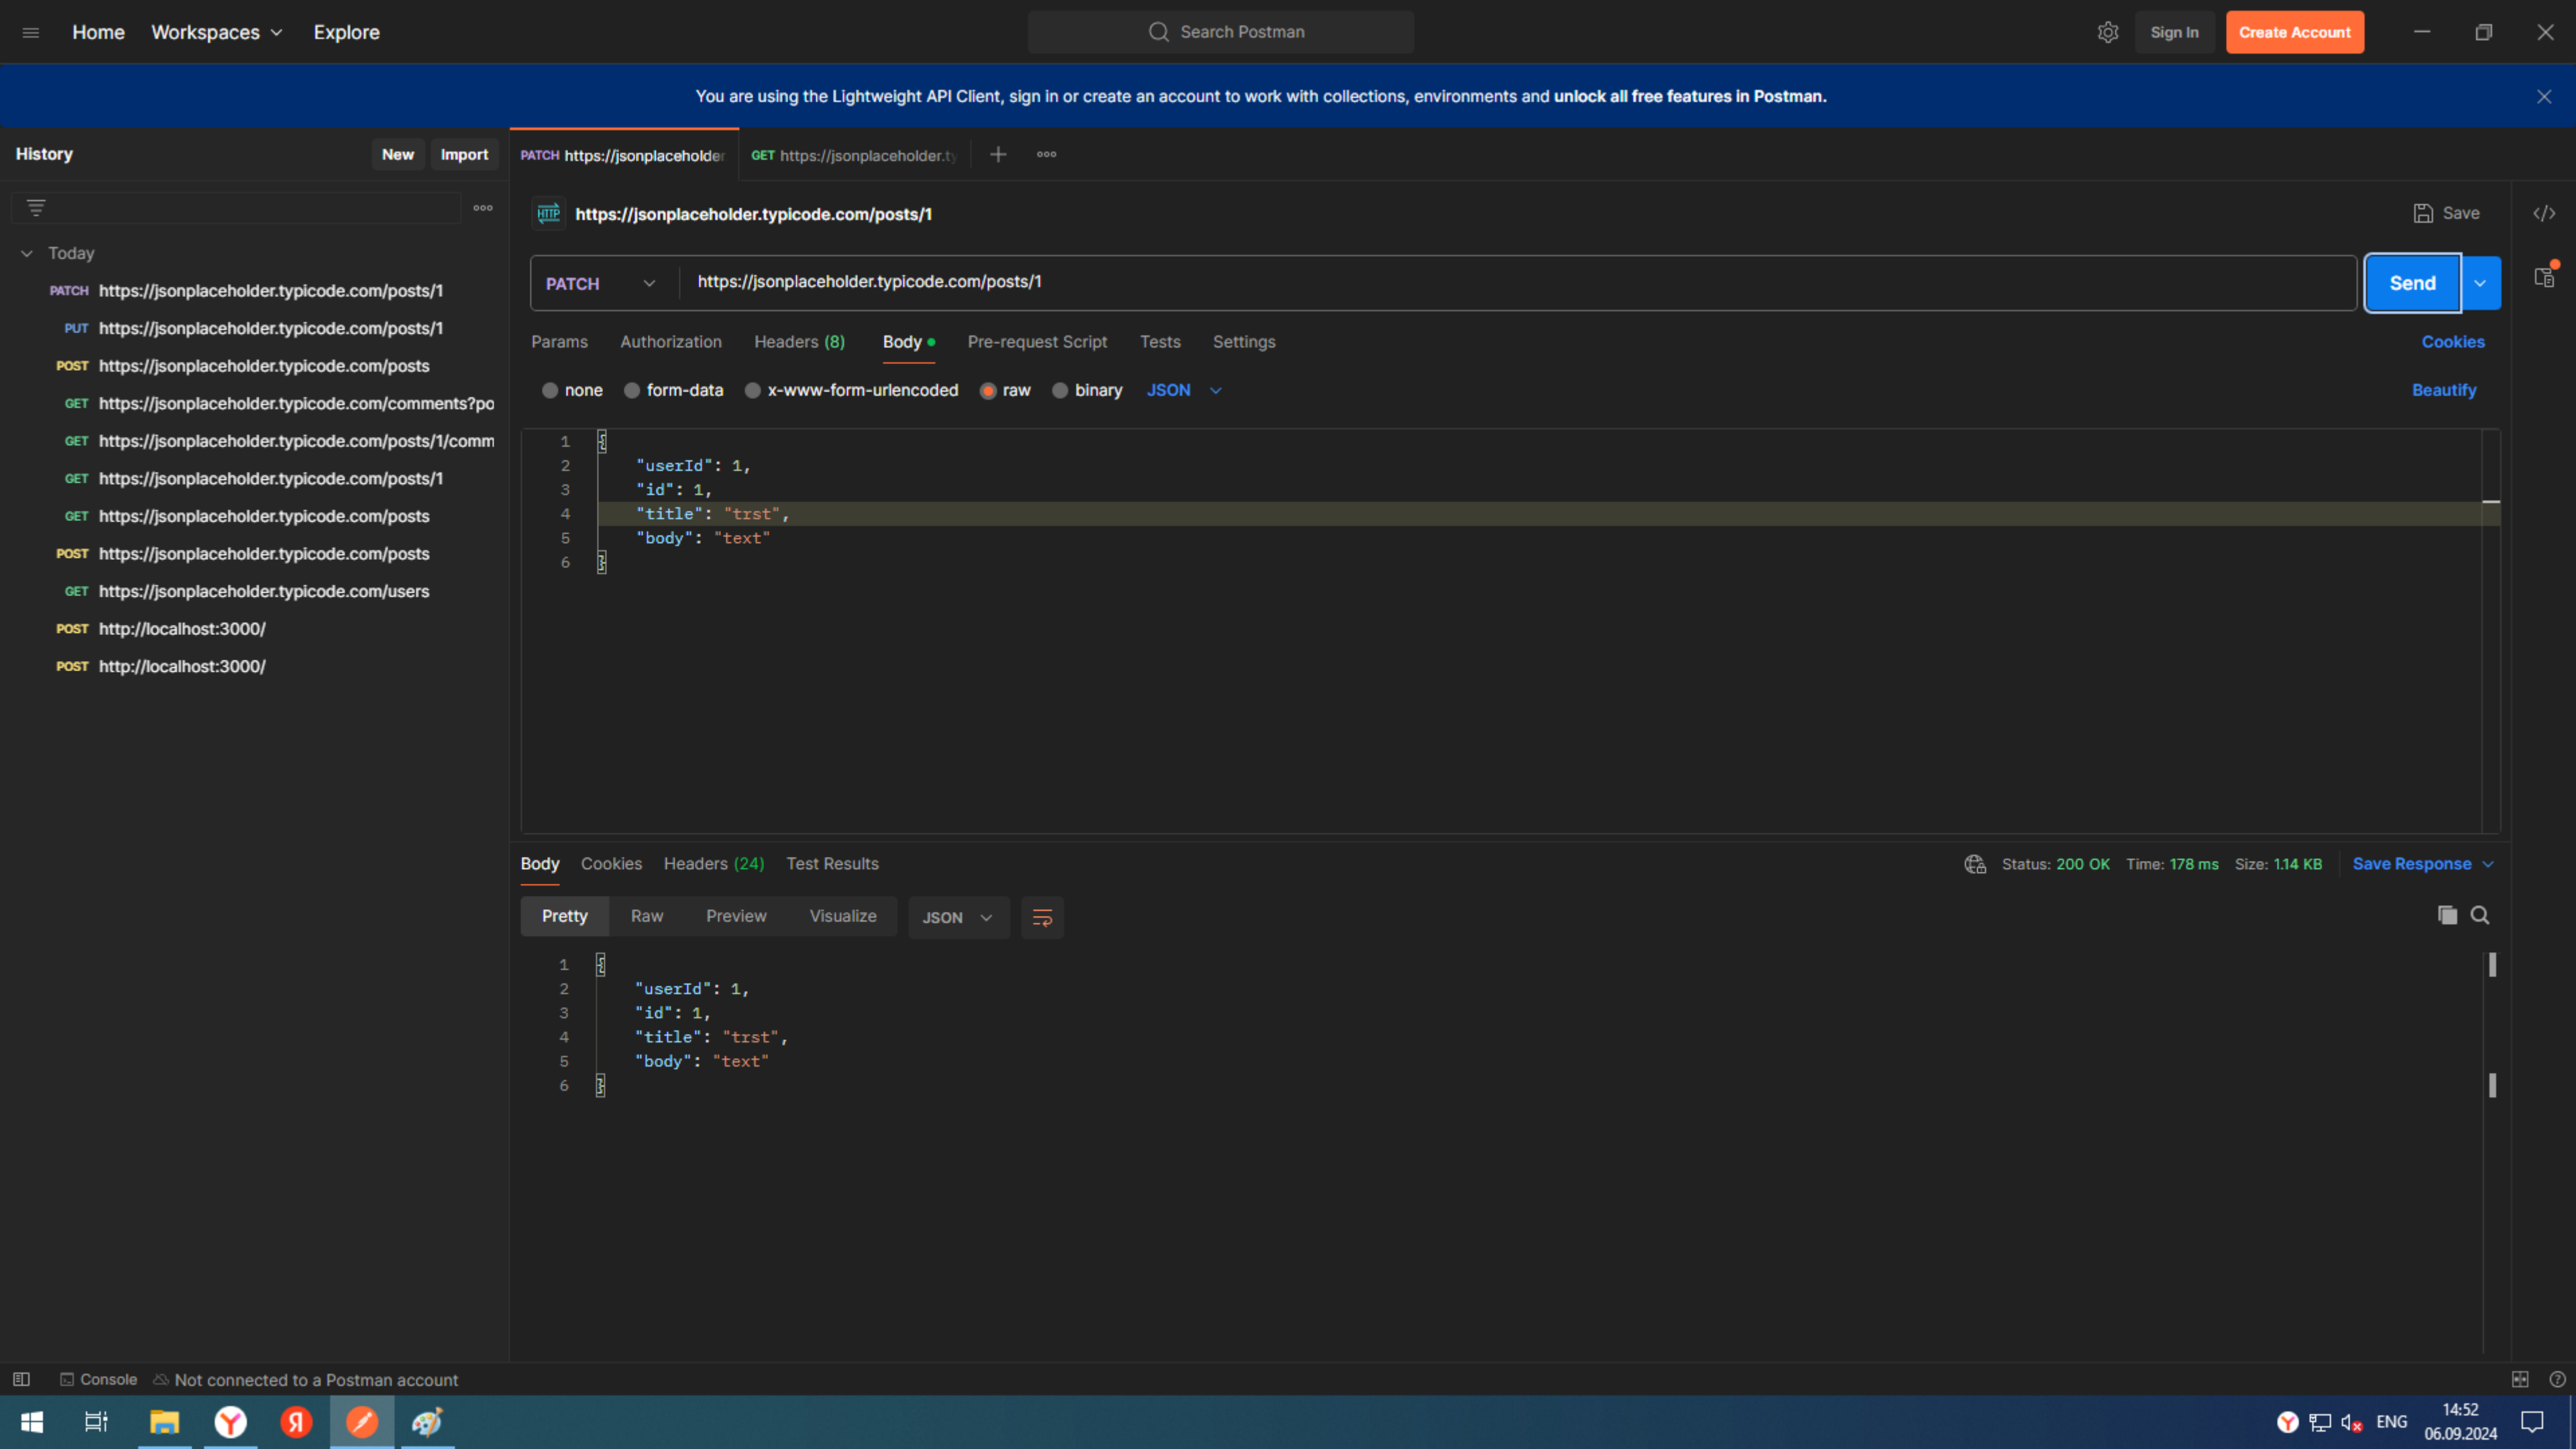 Home Workspaces Explore Search Postman Sign In Create Account
You are using the Lightweight API Client, sign in or create an account to work with collections, environments and unlock all free features in Postman.
History New Import PATCH https://jsonplaceholder GET https://jsonplaceholder.ty
https://jsonplaceholder.typicode.com/posts/1 Save
Today
PATCH https://jsonplaceholder.typicode.com/posts/1
PUT https://jsonplaceholder.typicode.com/posts/1
POST https://jsonplaceholder.typicode.com/posts
GET https://jsonplaceholder.typicode.com/comments?po
GET https://jsonplaceholder.typicode.com/posts/1/comm
GET https://jsonplaceholder.typicode.com/posts/1
GET https://jsonplaceholder.typicode.com/posts
POST https://jsonplaceholder.typicode.com/posts
GET https://jsonplaceholder.typicode.com/users
POST http://localhost:3000/
POST http://localhost:3000/
PATCH https://jsonplaceholder.typicode.com/posts/1 Send
Params Authorization Headers (8) Body Pre-request Script Tests Settings Cookies
none form-data x-www-form-urlencoded raw binary JSON Beautify
1 {
2 "userId": 1,
3 "id": 1,
4 "title": "trst",
5 "body": "text"
6 }
Body Cookies Headers (24) Test Results Status: 200 OK Time: 178 ms Size: 1.14 KB Save Response
Pretty Raw Preview Visualize JSON
1 {
2 "userId": 1,
3 "id": 1,
4 "title": "trst",
5 "body": "text"
6 }
Console Not connected to a Postman account
ENG 14:52
06.09.2024